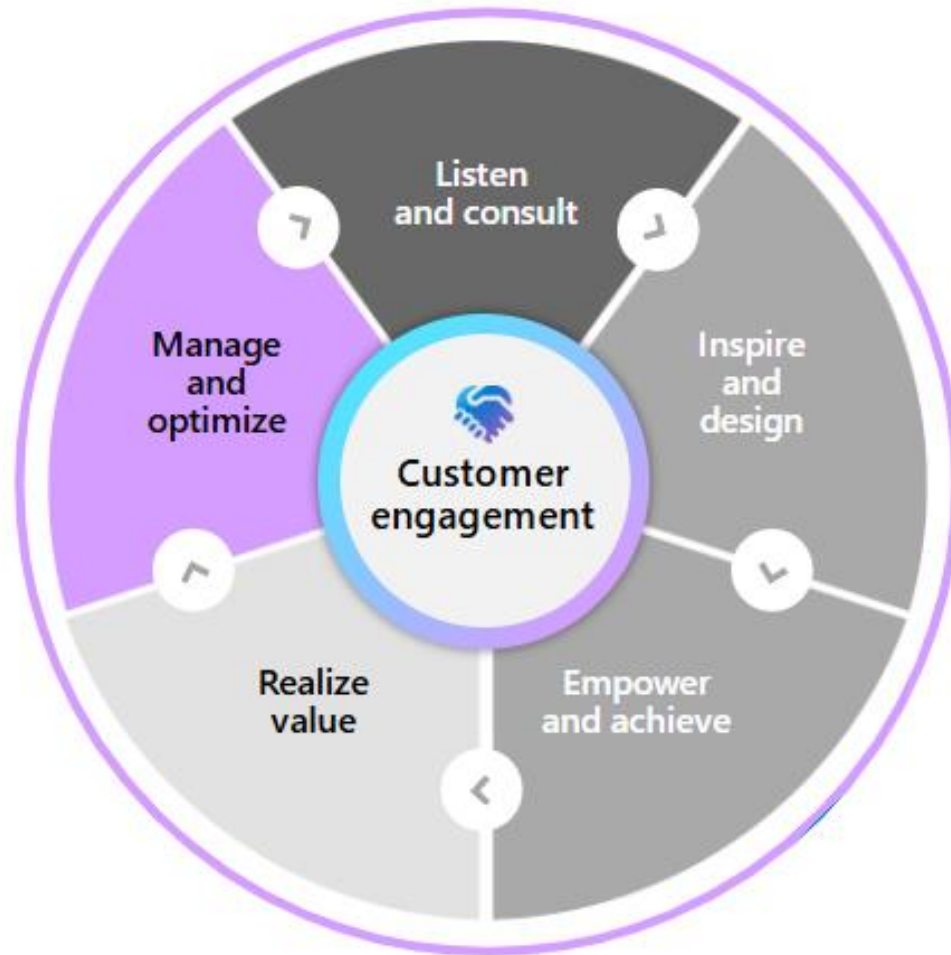 Listen
and consult
Inspire
and
design
Empower
and achieve
Realize
value
Manage
and
optimize
Customer
engagement